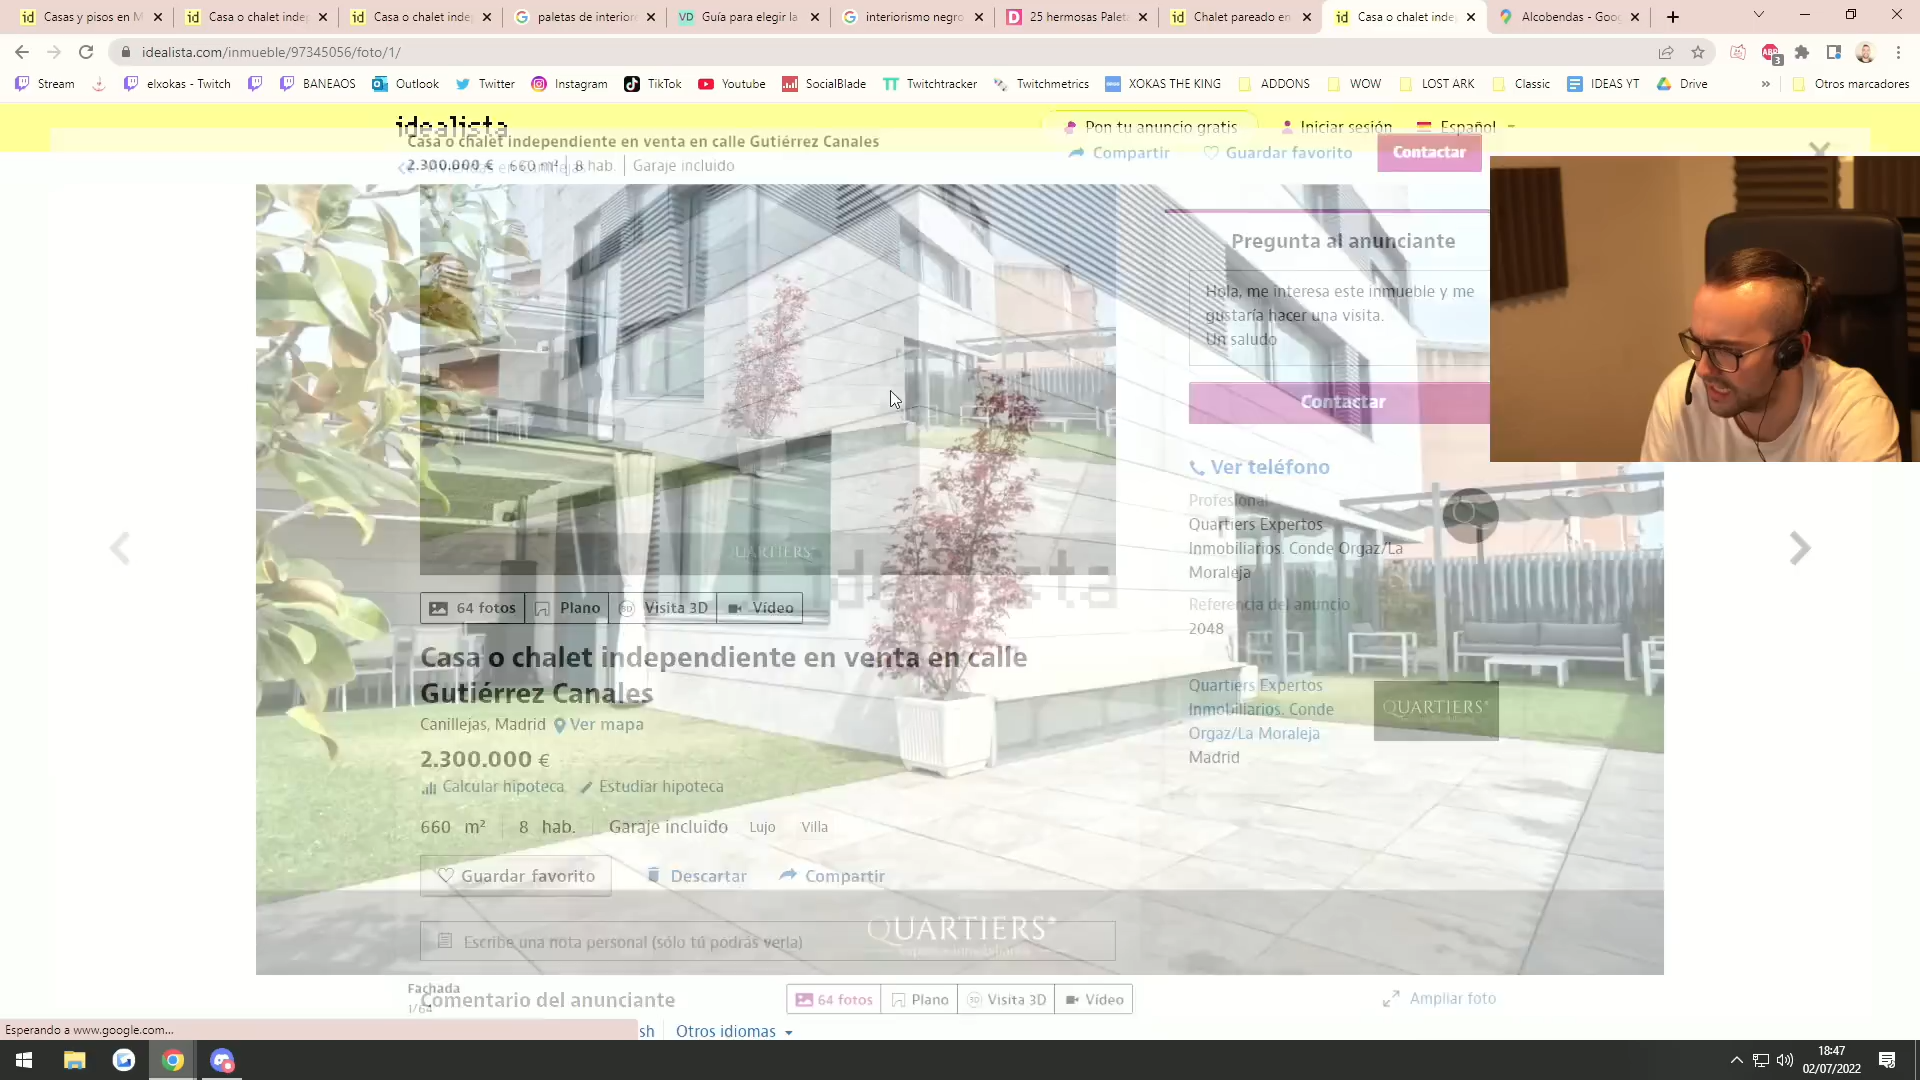 Casas y pisos en M
Casa o chalet inde
Casa o chalet inde
paletas de interior
Guía para elegir la
interiorismo negro
25 hermosas Palet
Chalet pareado en
Casa o chalet inde
Alcobendas - Goo
idealista.com/inmueble/97345056/foto/1/
Stream
elxokas - Twitch
BANEAOS
Outlook
Twitter
Instagram
TikTok
Youtube
SocialBlade
Twitchtracker
Twitchmetrics
XOKAS THE KING
ADDONS
WOW
LOST ARK
Classic
IDEAS YT
Drive
Otros marcadores
idealista
Pon tu anuncio gratis
Iniciar sesión
Español
Casa o chalet independiente en venta en calle Gutiérrez Canales
2.300.000 € 660 m² 8 hab. Garaje incluido
Compartir
Guardar favorito
Contactar
Pregunta al anunciante
Hola, me interesa este inmueble y me
gustaría hacer una visita.
Un saludo
Contactar
Ver teléfono
Profesional
Quartiers Expertos
Inmobiliarios. Conde Orgaz/La
Moraleja
Referencia del anuncio
2048
Quartiers Expertos
Inmobiliarios. Conde
Orgaz/La Moraleja
Madrid
QUARTIERS
QUARTIERS
idealista
64 fotos
Plano
Visita 3D
Vídeo
Casa o chalet independiente en venta en calle
Gutiérrez Canales
Canillejas, Madrid Ver mapa
2.300.000 €
Calcular hipoteca
Estudiar hipoteca
660 m² 8 hab. Garaje incluido Lujo Villa
Guardar favorito
Descartar
Compartir
Escribe una nota personal (sólo tú podrás verla)
QUARTIERS
Fachada
1/64
Comentario del anunciante
64 fotos
Plano
Visita 3D
Vídeo
Ampliar foto
Esperando a www.google.com...
sh
Otros idiomas
18:47
02/07/2022